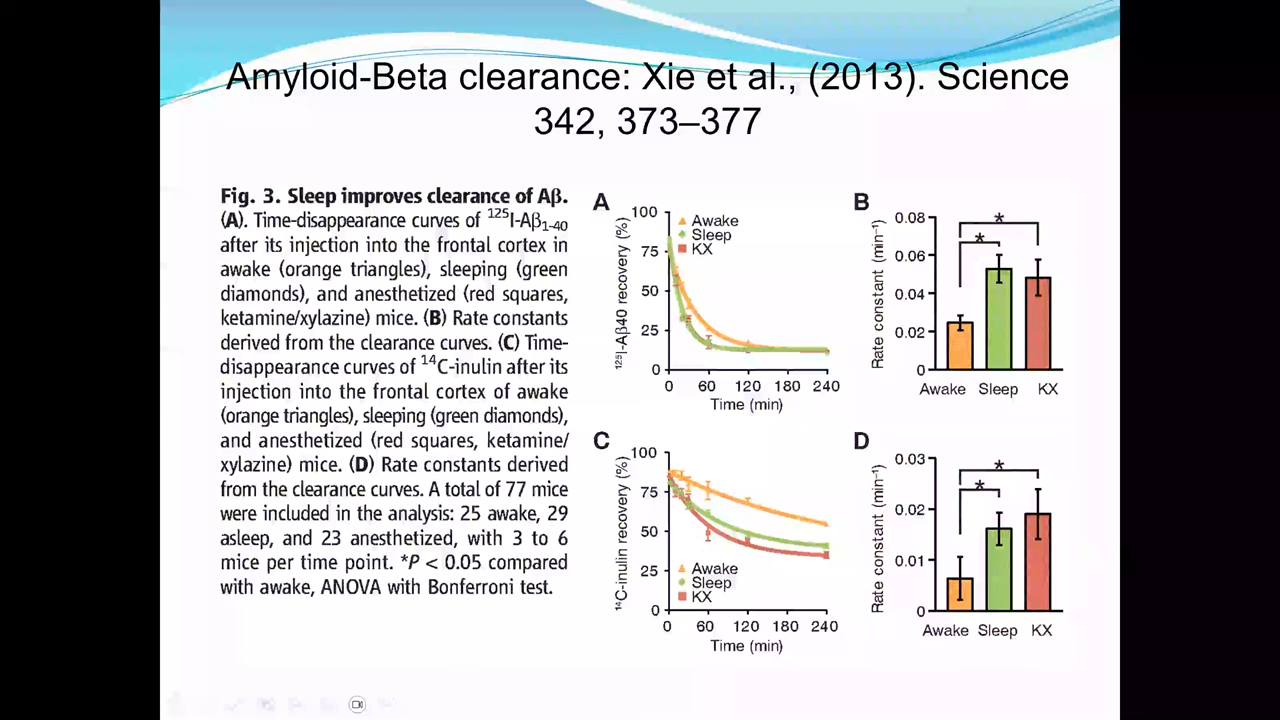 Amyloid-Beta clearance: Xie et al., (2013). Science
342, 373–377
Fig. 3. Sleep improves clearance of Aβ.
(A). Time-disappearance curves of ¹²⁵I-Aβ₁₋₄₀
after its injection into the frontal cortex in
awake (orange triangles), sleeping (green
diamonds), and anesthetized (red squares,
ketamine/xylazine) mice. (B) Rate constants
derived from the clearance curves. (C) Time-
disappearance curves of ¹⁴C-inulin after its
injection into the frontal cortex of awake
(orange triangles), sleeping (green diamonds),
and anesthetized (red squares, ketamine/
xylazine) mice. (D) Rate constants derived
from the clearance curves. A total of 77 mice
were included in the analysis: 25 awake, 29
asleep, and 23 anesthetized, with 3 to 6
mice per time point. *P < 0.05 compared
with awake, ANOVA with Bonferroni test.
A
¹²⁵I-Aβ40 recovery (%)
100
75
50
25
0
Awake
Sleep
KX
0 60 120 180 240
Time (min)
B
Rate constant (min⁻¹)
0.08
0.06
0.04
0.02
0
*
*
Awake Sleep KX
C
¹⁴C-inulin recovery (%)
100
75
50
25
0
Awake
Sleep
KX
0 60 120 180 240
Time (min)
D
Rate constant (min⁻¹)
0.03
0.02
0.01
0
*
*
Awake Sleep KX